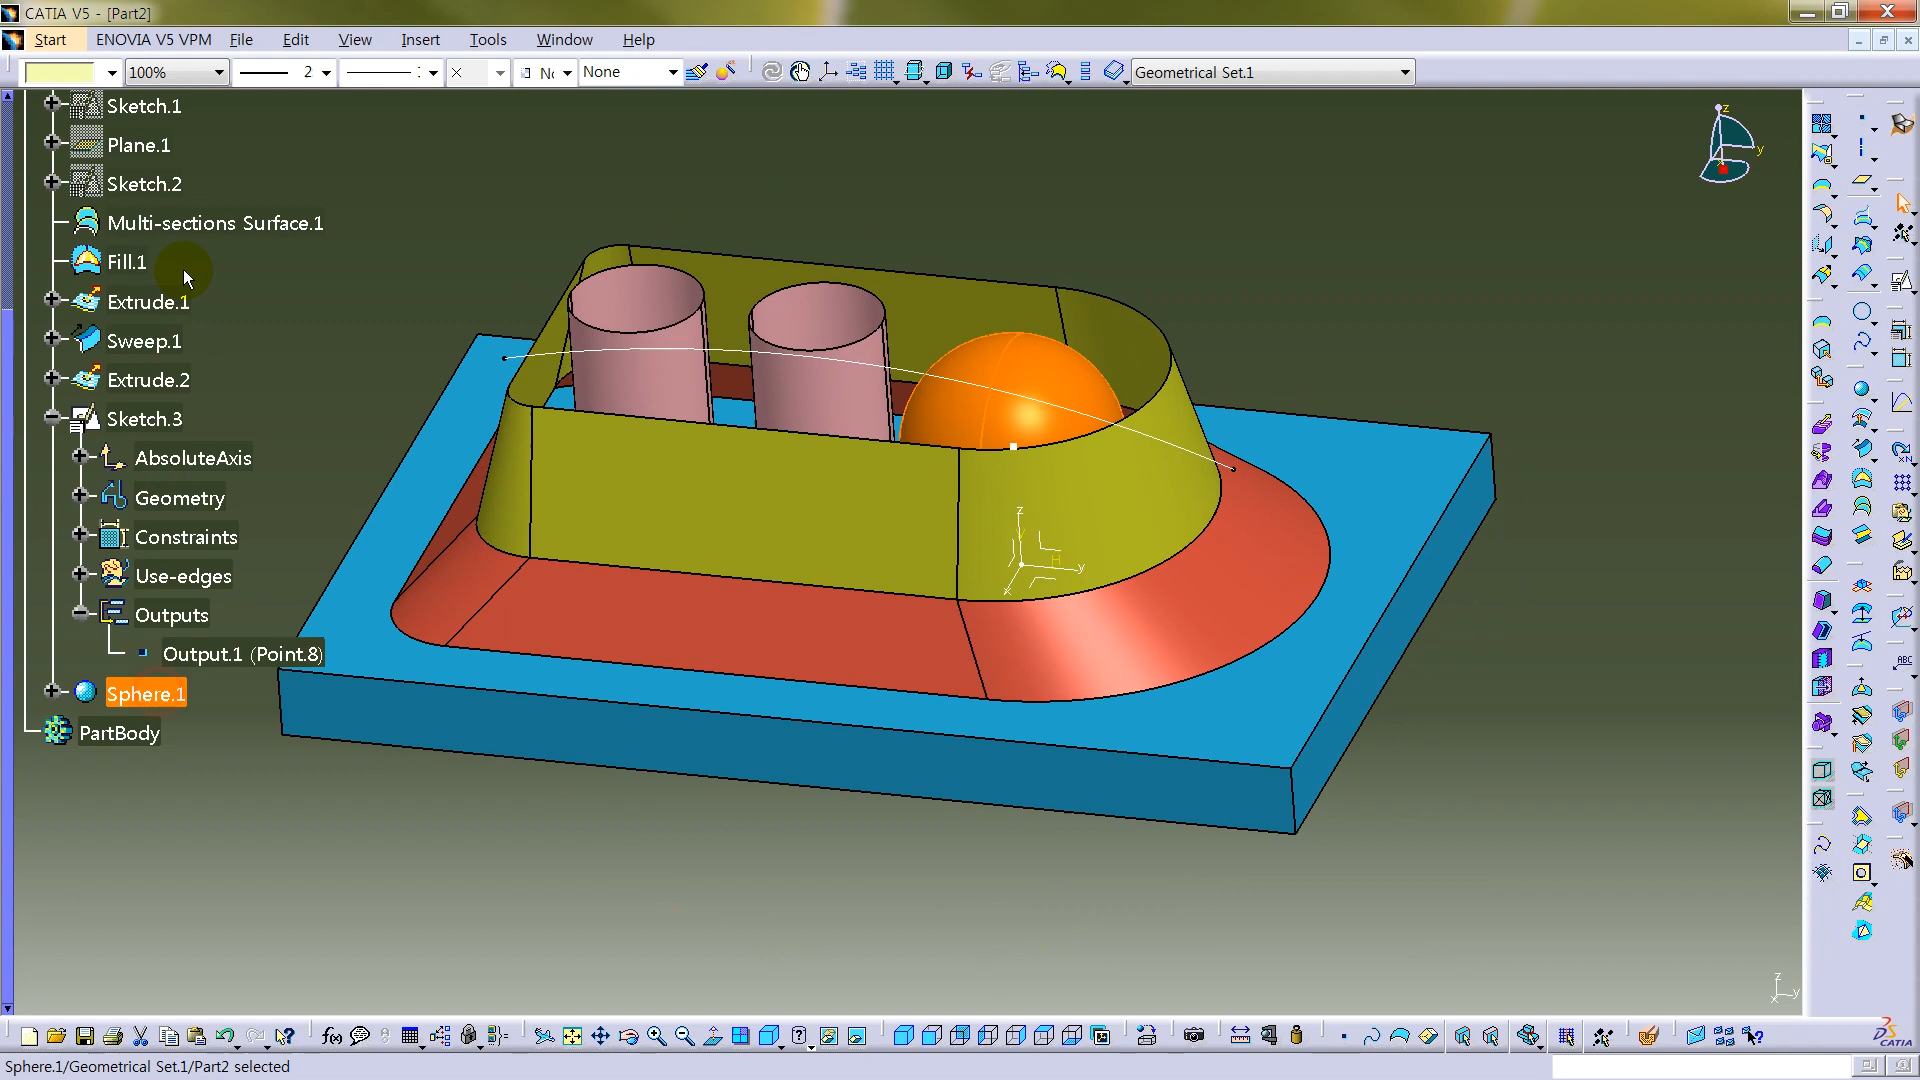 CATIA V5 - [Part2]
Start ENOVIA V5 VPM File Edit View Insert Tools Window Help
100% 2 None Geometrical Set.1
Sketch.1
Plane.1
Sketch.2
Multi-sections Surface.1
Fill.1
Extrude.1
Sweep.1
Extrude.2
Sketch.3
AbsoluteAxis
Geometry
Constraints
Use-edges
Outputs
Output.1 (Point.8)
Sphere.1
PartBody
z
y
z
H
y
x
z
y
x
ABC
f(x)
CATIA
Sphere.1/Geometrical Set.1/Part2 selected